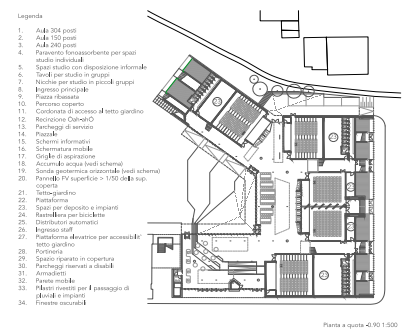 Legenda
1. Aula 304 posti
2. Aula 150 posti
3. Aula 240 posti
4. Paravento fonoassorbente per spazi
studio individuali
5. Spazi studio con disposizione informale
6. Tavoli per studio in gruppi
7. Nicchie per studio in piccoli gruppi
8. Ingresso principale
9. Piazza ribassata
10. Percorso coperto
11. Cordonata di accesso al tetto giardino
12. Recinzione Dah-ahO
13. Parcheggi di servizio
14. Piazzale
15. Schermi informativi
16. Schermatura mobile
17. Griglie di aspirazione
18. Accumulo acqua (vedi schema)
19. Sonda geotermica orizontale (vedi schema)
20. Pannello FV superficie > 1/50 della sup.
coperta
21. Tetto-giardino
22. Piattaforma
23. Spazi per deposito e impianti
24. Rastrelliera per biciclette
25. Distributori automatici
26. Ingresso staff
27. Piattaforma elevatrice per accessibilita'
tetto giardino
28. Portineria
29. Spazio riparato in copertura
30. Parcheggi riservati a disabili
31. Armadietti
32. Parete mobile
33. Pilastri rivestiti per il passaggio di
pluviali e impianti
34. Finestre oscurabili
23
23
23
Pianta a quota -0.90 1:500